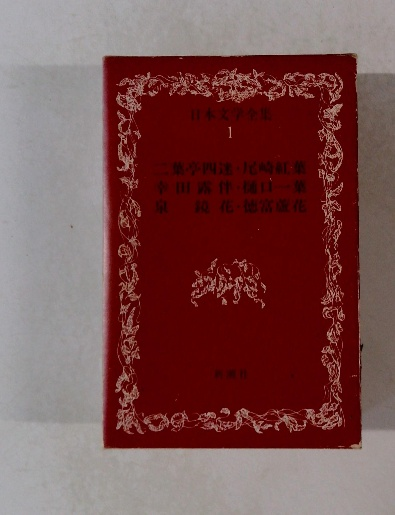 日本文学全集
1
二葉亭四迷・尾崎紅葉
幸田露伴・樋口一葉
泉 鏡花・徳富蘆花
新潮社